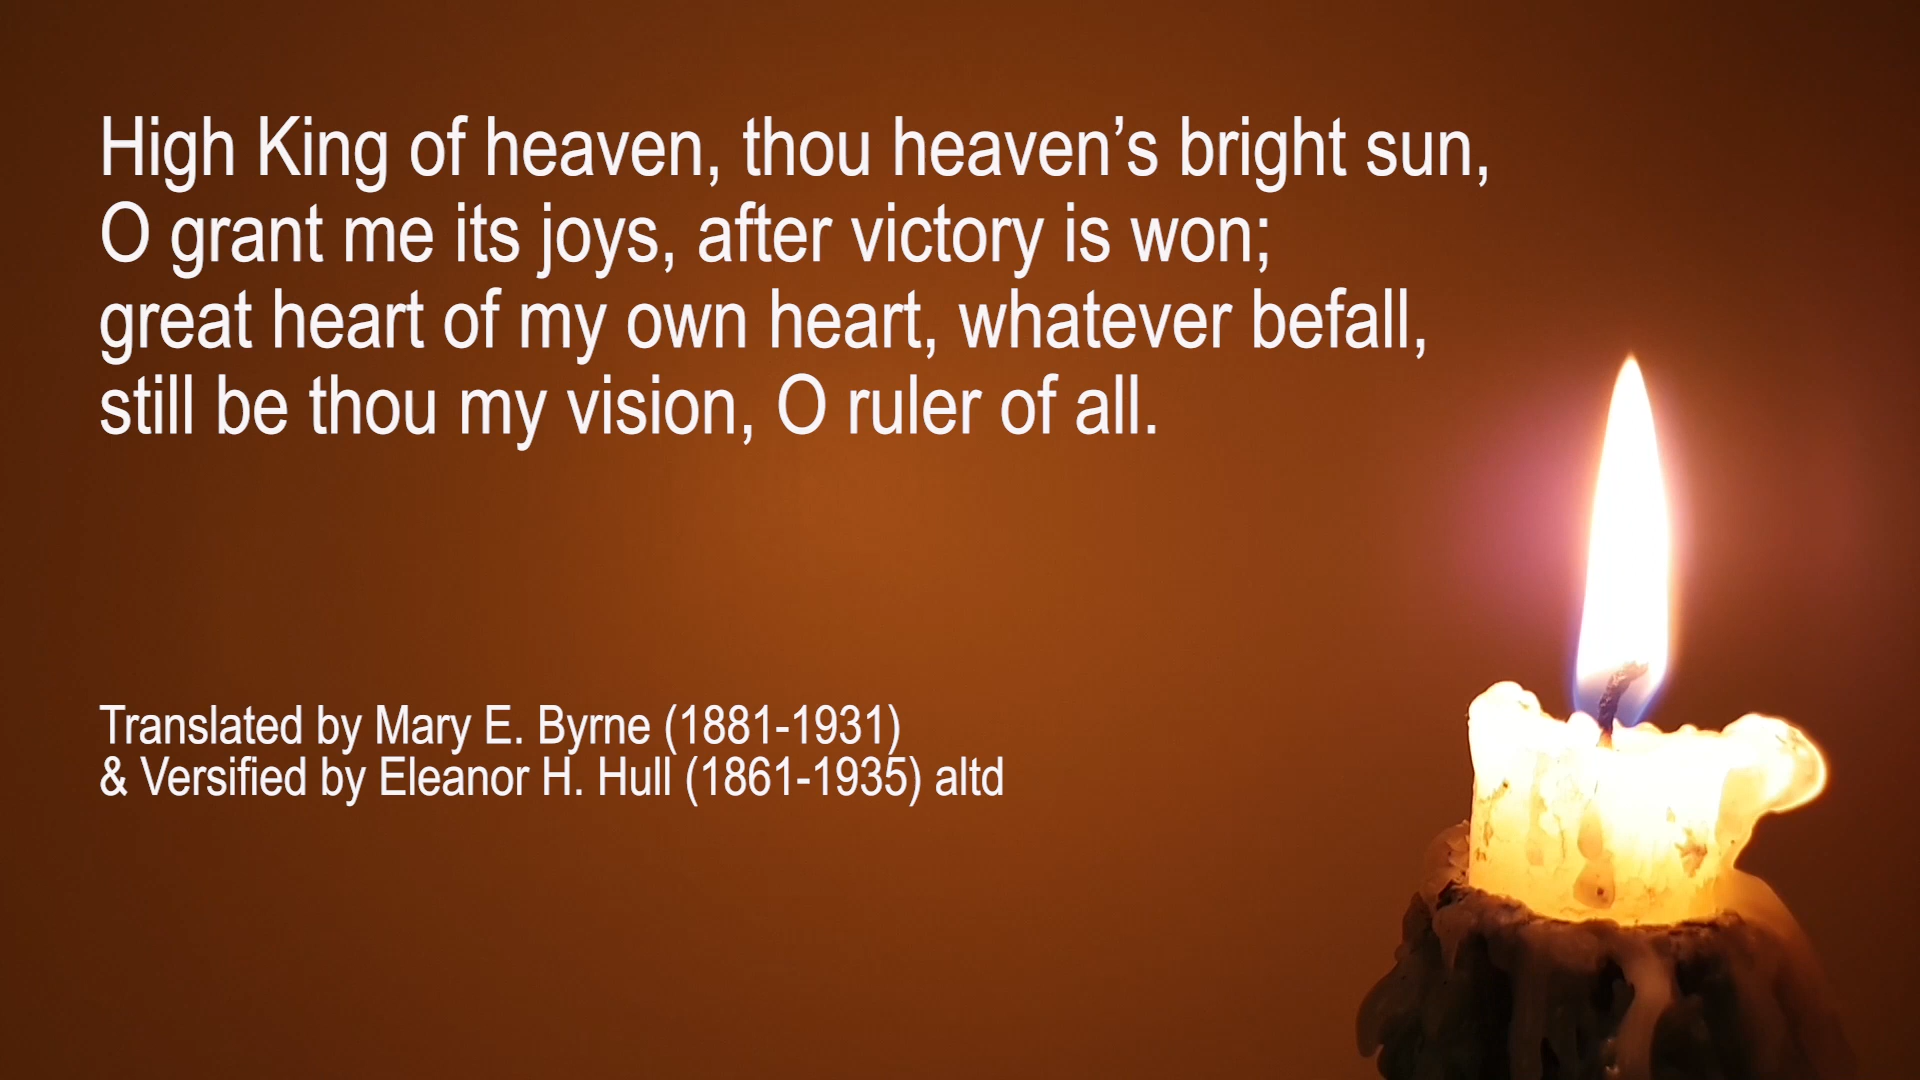 High King of heaven, thou heaven’s bright sun,
O grant me its joys, after victory is won;
great heart of my own heart, whatever befall,
still be thou my vision, O ruler of all.
Translated by Mary E. Byrne (1881-1931)
& Versified by Eleanor H. Hull (1861-1935) altd